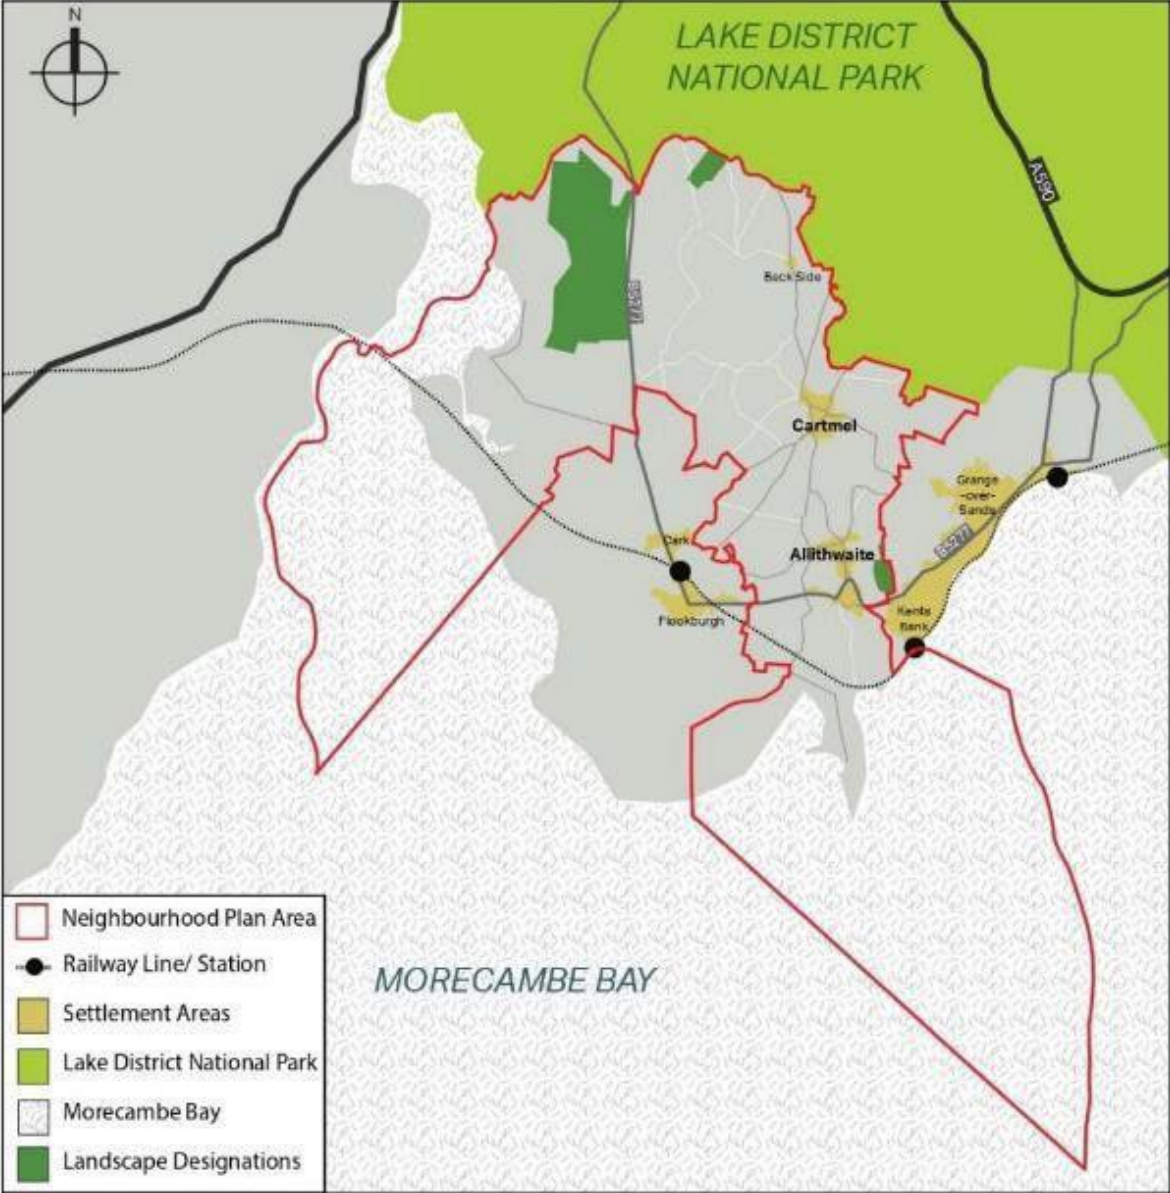 N
LAKE DISTRICT
NATIONAL PARK
A590
Beck Side
B5277
Cartmel
Grange
-over-
Sands
B5277
Cark
Allithwaite
Flookburgh
Kents
Bank
MORECAMBE BAY
Neighbourhood Plan Area
Railway Line/ Station
Settlement Areas
Lake District National Park
Morecambe Bay
Landscape Designations